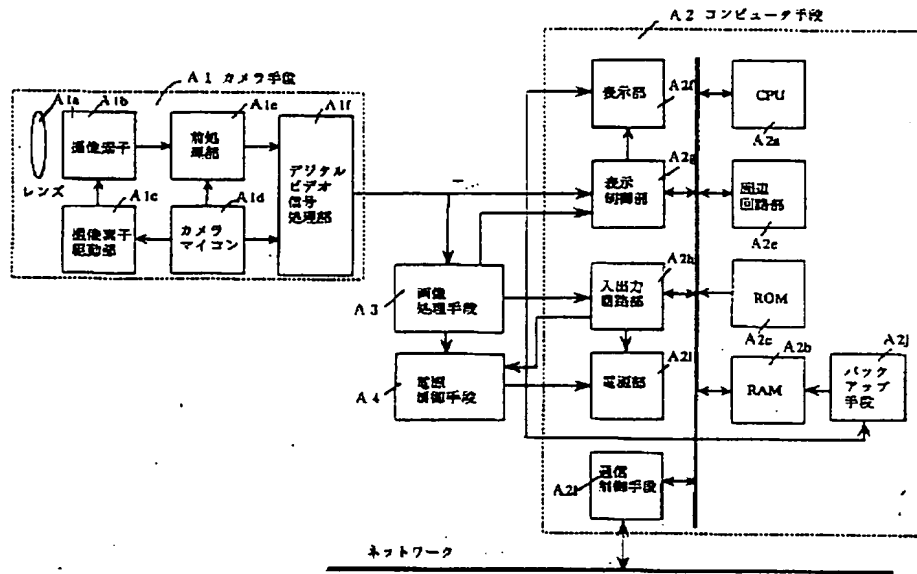 A2 コンピュータ手段
A1 カメラ手段
A1a
A1b
A1e
A1f
レンズ
撮像素子
前処
理部
デジタル
ビデオ
信号
処理部
A1c
A1d
撮像素子
駆動部
カメラ
マイコン
A2f
表示部
CPU
A2a
A2g
表示
制御部
周辺
回路部
A2e
A3
画像
処理手段
A2h
入出力
回路部
ROM
A2c
A4
電源
制御手段
A2i
電源部
A2b
RAM
A2j
バック
アップ
手段
通信
制御手段
ネットワーク